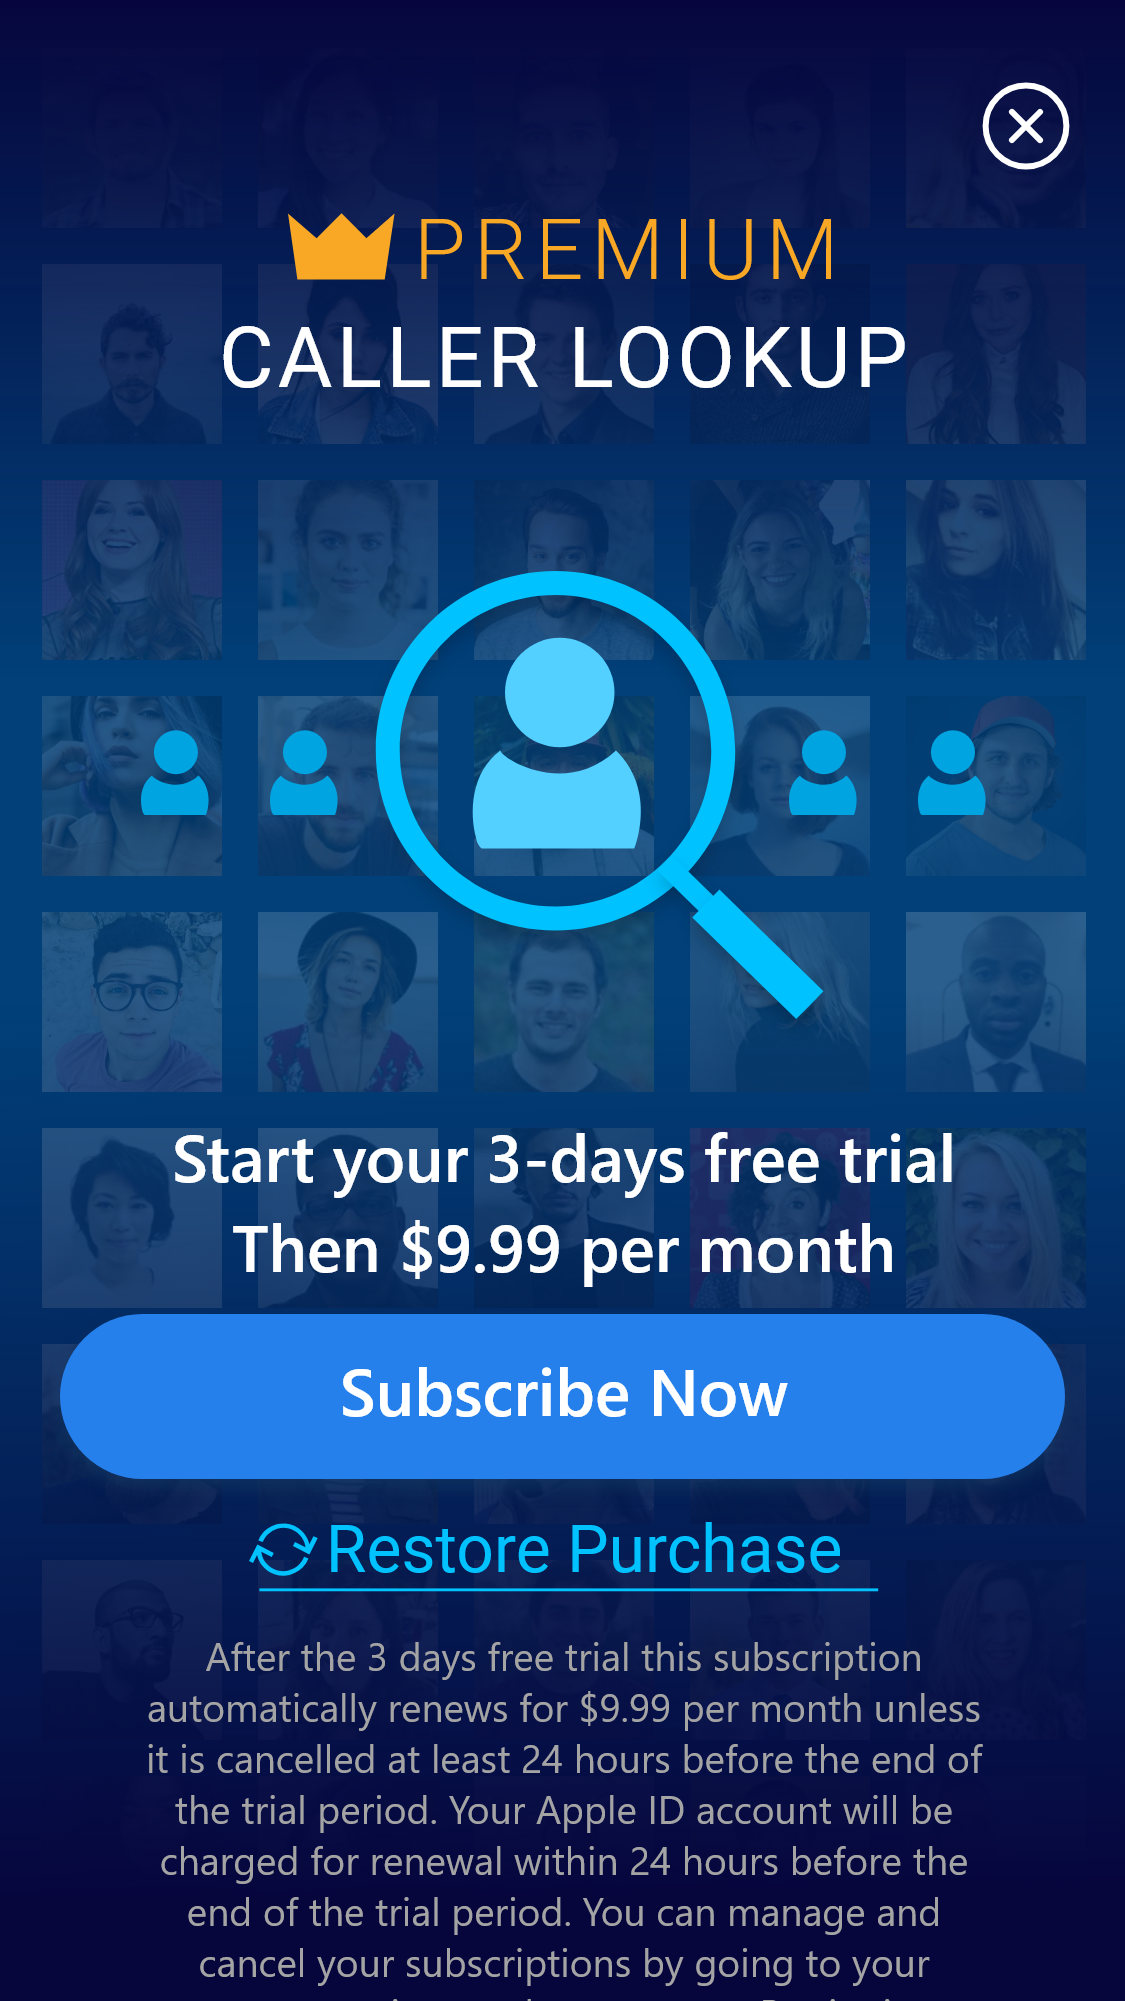 PREMIUM
CALLER LOOKUP
Start your 3-days free trial
Then $9.99 per month
Subscribe Now
Restore Purchase
After the 3 days free trial this subscription
automatically renews for $9.99 per month unless
it is cancelled at least 24 hours before the end of
the trial period. Your Apple ID account will be
charged for renewal within 24 hours before the
end of the trial period. You can manage and
cancel your subscriptions by going to your